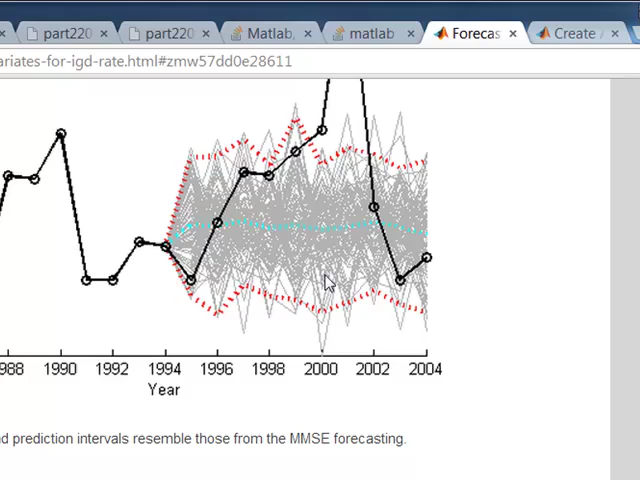 part220 × part220 × Matlab, × matlab × Forecas × Create A ×
ariates-for-igd-rate.html#zmw57dd0e28611
988 1990 1992 1994 1996 1998 2000 2002 2004
Year
d prediction intervals resemble those from the MMSE forecasting.